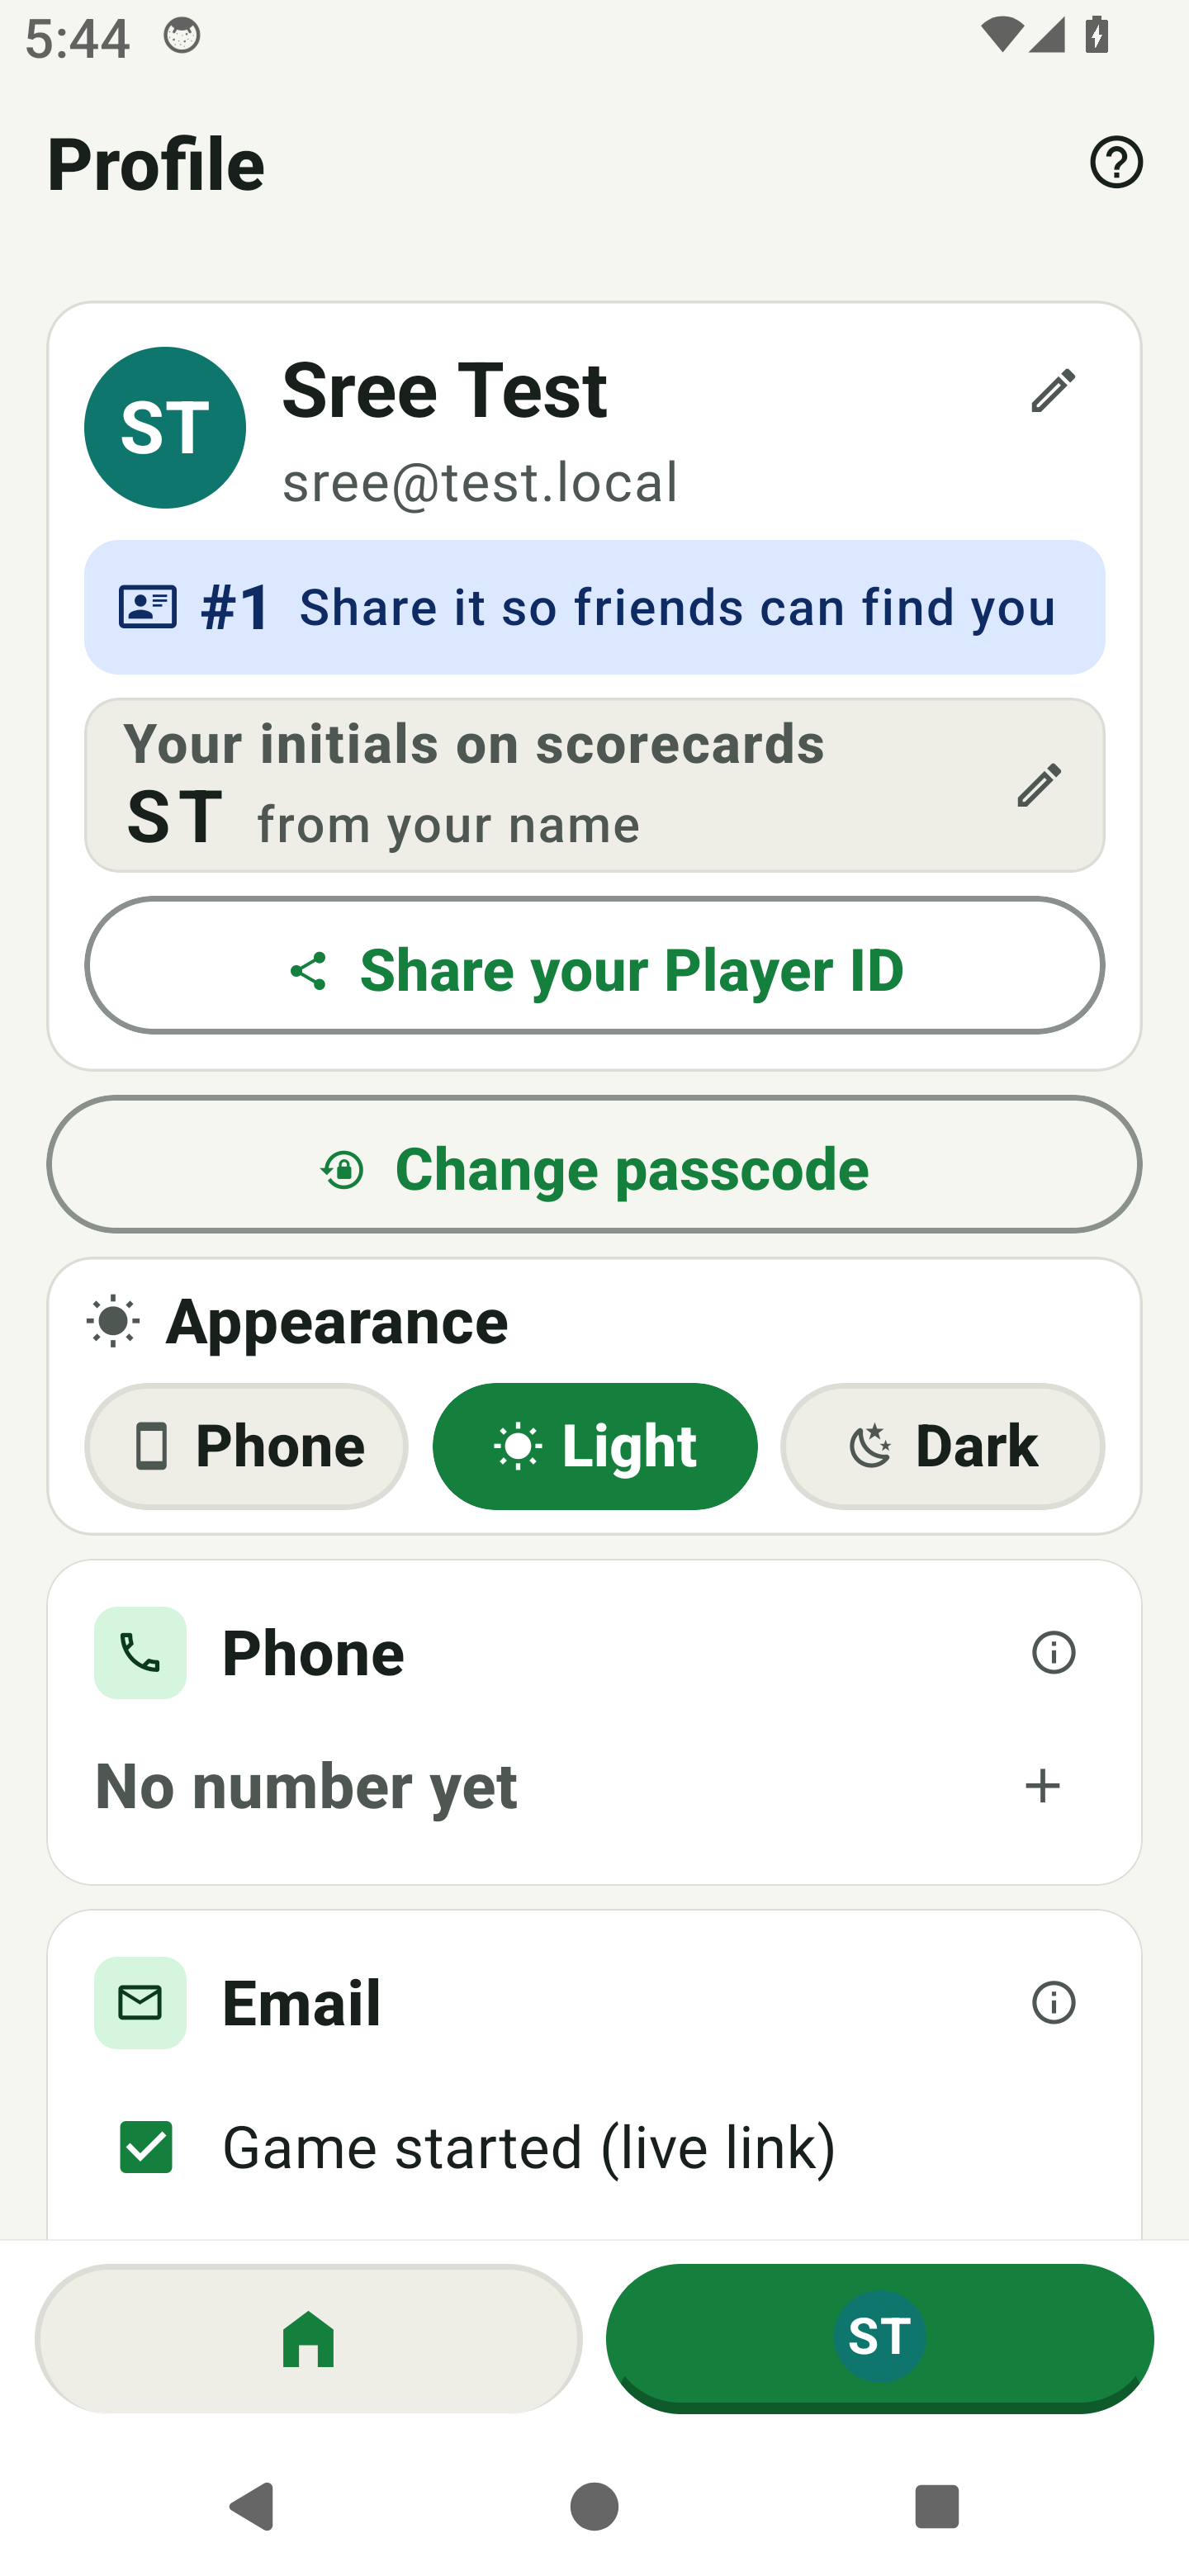 5:44
Profile
ST
Sree Test
sree@test.local
#1 Share it so friends can find you
Your initials on scorecards
ST from your name
Share your Player ID
Change passcode
Appearance
Phone
Light
Dark
Phone
No number yet
Email
Game started (live link)
ST